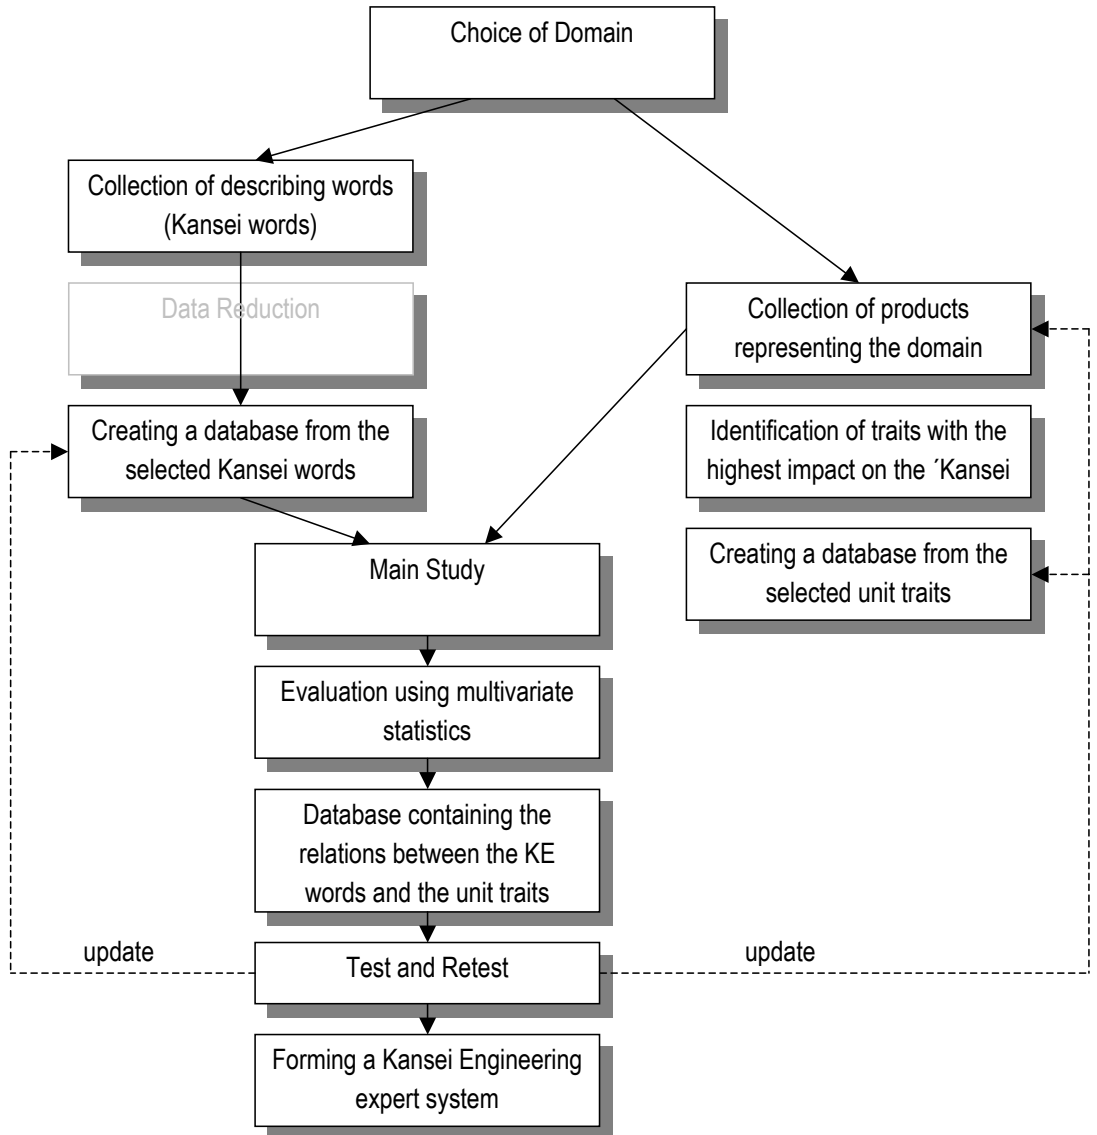 Choice of Domain
Collection of describing words
(Kansei words)
Data Reduction
Collection of products
representing the domain
Creating a database from the
selected Kansei words
Identification of traits with the
highest impact on the ´Kansei
Creating a database from the
selected unit traits
Main Study
Evaluation using multivariate
statistics
Database containing the
relations between the KE
words and the unit traits
update
Test and Retest
update
Forming a Kansei Engineering
expert system